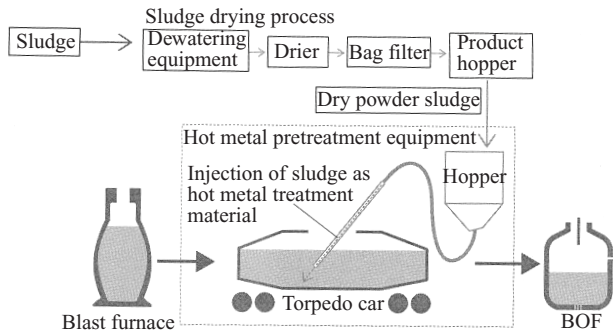 Sludge drying process
Sludge
Dewatering
equipment
Drier
Bag filter
Product
hopper
Dry powder sludge
Hot metal pretreatment equipment
Injection of sludge as
hot metal treatment
material
Hopper
Torpedo car
Blast furnace
BOF